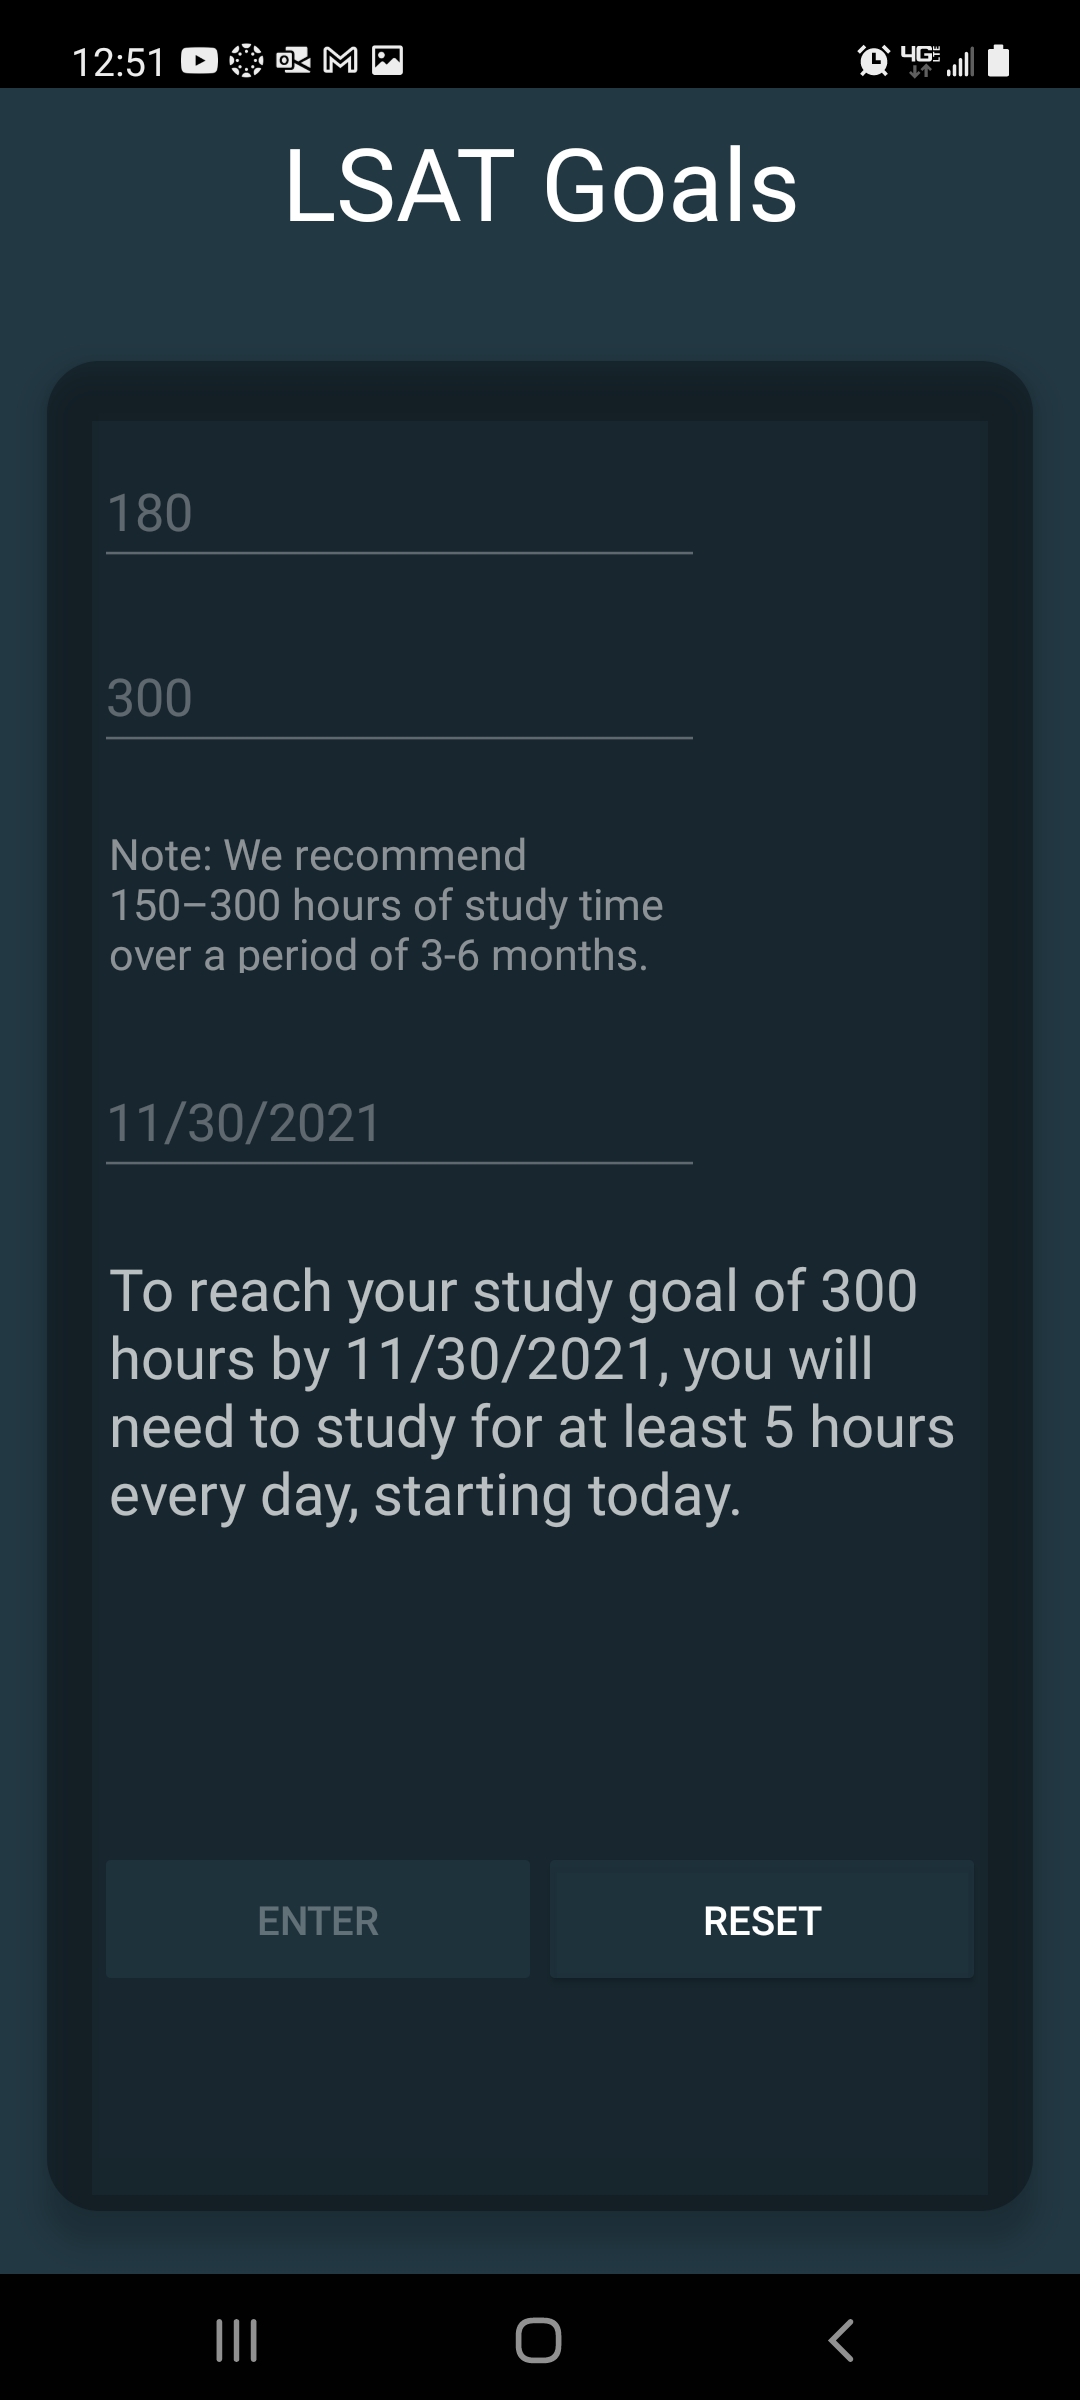 12:51
4G LTE
LSAT Goals
180
300
Note: We recommend
150–300 hours of study time
over a period of 3-6 months.
11/30/2021
To reach your study goal of 300
hours by 11/30/2021, you will
need to study for at least 5 hours
every day, starting today.
ENTER
RESET